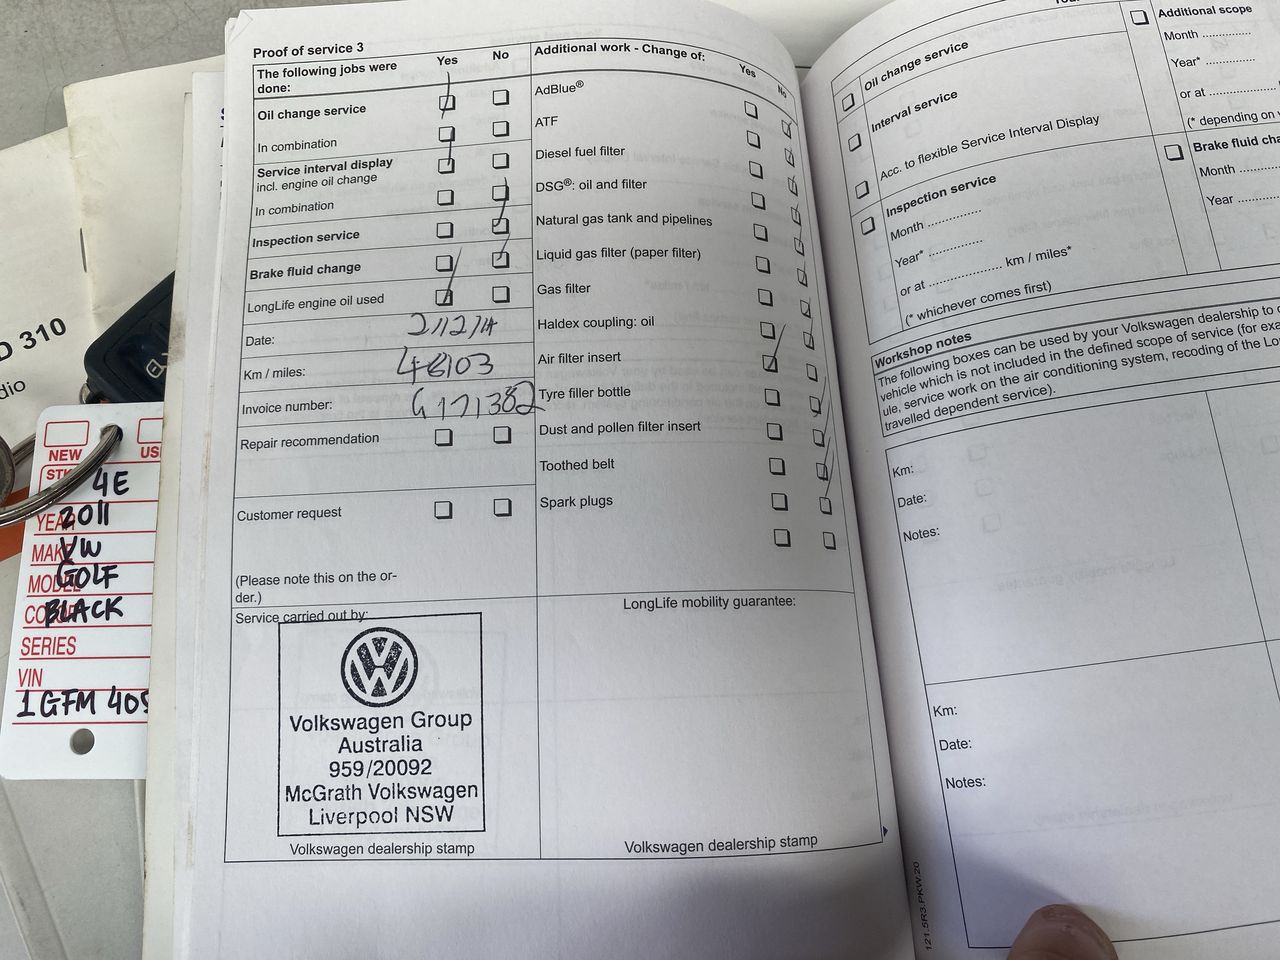 Proof of service 3
The following jobs were done:
Yes
No
Oil change service
In combination
Service interval display
incl. engine oil change
In combination
Inspection service
Brake fluid change
LongLife engine oil used
Date:
Km / miles:
Invoice number:
Repair recommendation
Customer request
(Please note this on the or-
der.)
Service carried out by:
Volkswagen Group
Australia
959/20092
McGrath Volkswagen
Liverpool NSW
Volkswagen dealership stamp
Additional work - Change of:
Yes
No
AdBlue®
ATF
Diesel fuel filter
DSG®: oil and filter
Natural gas tank and pipelines
Liquid gas filter (paper filter)
Gas filter
Haldex coupling: oil
Air filter insert
Tyre filler bottle
Dust and pollen filter insert
Toothed belt
Spark plugs
LongLife mobility guarantee:
Volkswagen dealership stamp
Oil change service
Interval service
Acc. to flexible Service Interval Display
Inspection service
Month ..............
Year* ..............
or at .................. km / miles*
(* whichever comes first)
Additional scope
Month ..............
Year* ..............
or at
(* depending on
Brake fluid
Month
Year
Workshop notes
The following boxes can be used by your Volkswagen dealership to
vehicle which is not included in the defined scope of service (for
ule, service work on the air conditioning system, recoding of the
travelled dependent service).
Km:
Date:
Notes:
Km:
Date:
Notes:
121.5R3.PKW.20
D 310
dio
NEW
4E
YEAR 2011
MAKE VW
MODEL GOLF
BLACK
SERIES
VIN
1GFM 40S